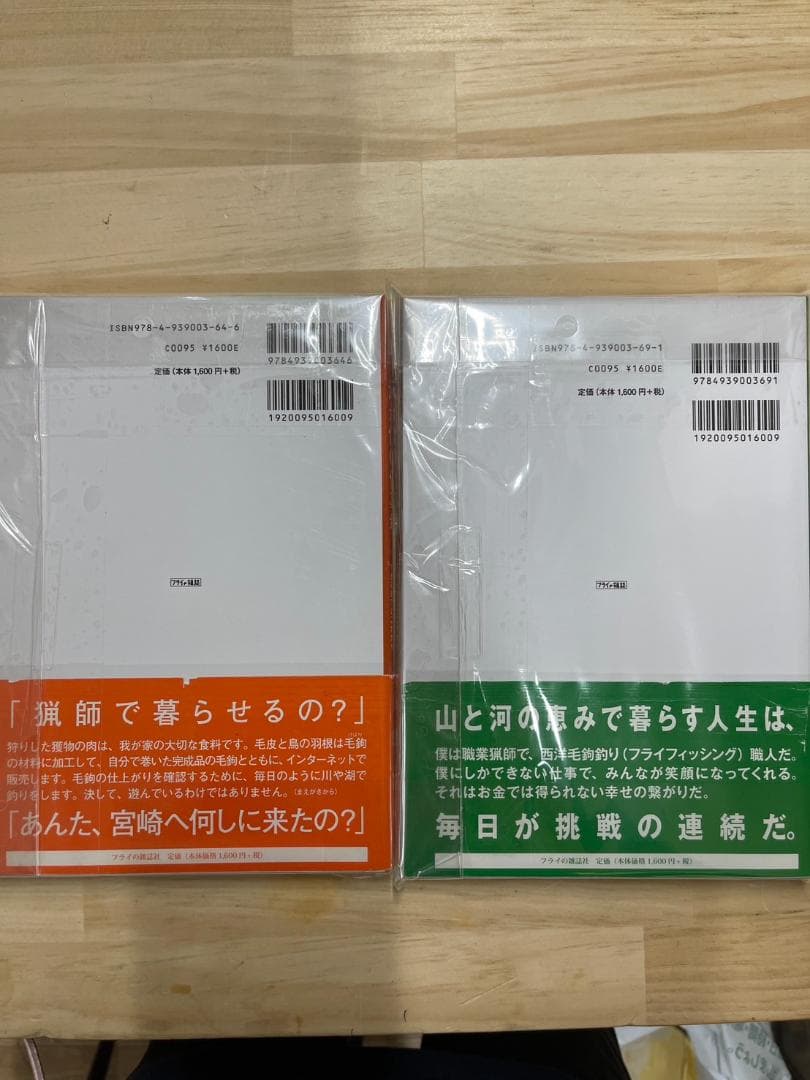 ISBN978-4-939003-64-6
C0095 ¥1600E
定価(本体1,600円+税)
9784939003646
1920095016009
フライの雑誌
「猟師で暮らせるの?」
狩りした獲物の肉は、我が家の大切な食料です。毛皮と鳥の羽根は毛鉤
の材料に加工して、自分で巻いた完成品の毛鉤とともに、インターネットで
販売します。毛鉤の仕上がりを確認するために、毎日のように川や湖で
釣りをします。決して、遊んでいるわけではありません。(まえがきから)
「あんた、宮崎へ何しに来たの?」
フライの雑誌社 定価(本体価格1,600円+税)
ISBN978-4-939003-69-1
C0095 ¥1600E
定価(本体1,600円+税)
9784939003691
1920095016009
フライの雑誌
山と河の恵みで暮らす人生は、
僕は職業猟師で、西洋毛鉤釣り(フライフィッシング)職人だ。
僕にしかできない仕事で、みんなが笑顔になってくれる。
それはお金では得られない幸せの繋がりだ。
毎日が挑戦の連続だ。
フライの雑誌社 定価(本体価格1,600円+税)